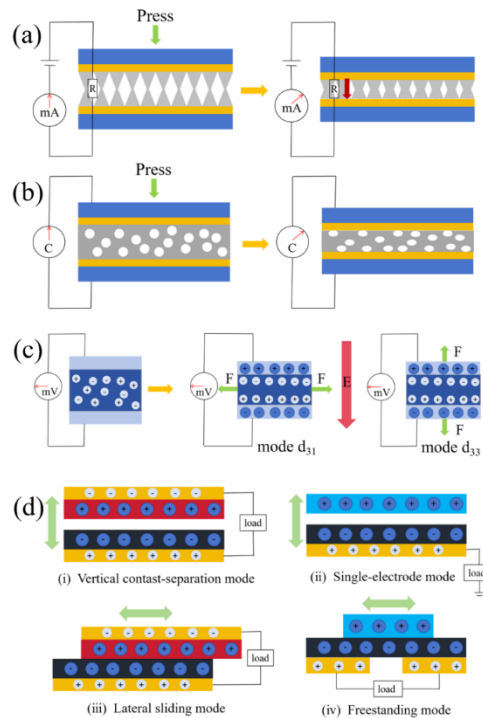 (a)
Press
R
mA
R
mA
(b)
Press
C
C
(c)
mV
F
mV
F
E
mV
F
F
mode d31
mode d33
(d)
load
load
(i) Vertical contast-separation mode
(ii) Single-electrode mode
load
load
(iii) Lateral sliding mode
(iv) Freestanding mode